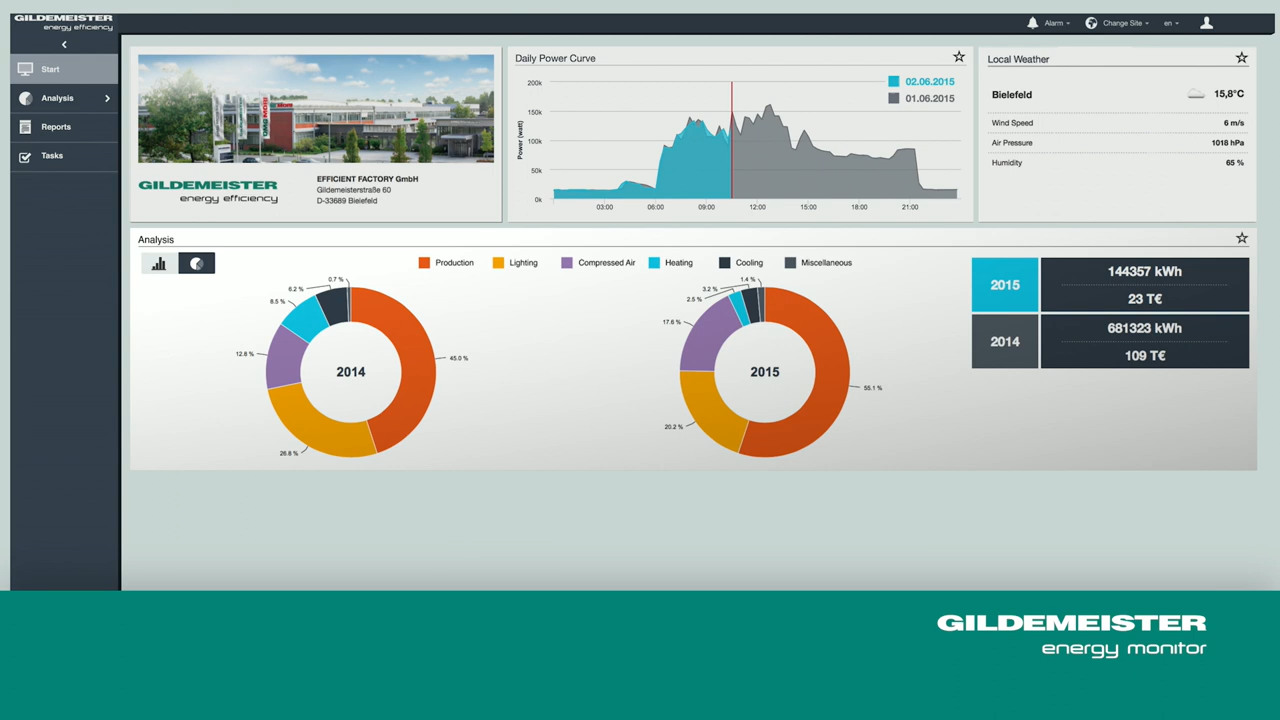 GILDEMEISTER
energy efficiency
Alarm
Change Site
en
Start
Analysis
Reports
Tasks
GILDEMEISTER
energy efficiency
EFFICIENT FACTORY GmbH
Gildemeisterstraße 60
D-33689 Bielefeld
Daily Power Curve
02.06.2015
01.06.2015
Power (watt)
200k
150k
100k
50k
0k
03:00 06:00 09:00 12:00 15:00 18:00 21:00
Local Weather
Bielefeld 15,8°C
Wind Speed 6 m/s
Air Pressure 1018 hPa
Humidity 65 %
Analysis
Production Lighting Compressed Air Heating Cooling Miscellaneous
2014
0.7 %
6.2 %
8.5 %
12.8 %
45.0 %
26.8 %
2015
1.4 %
3.2 %
2.5 %
17.6 %
55.1 %
20.2 %
2015
144357 kWh
23 T€
2014
681323 kWh
109 T€
GILDEMEISTER
energy monitor